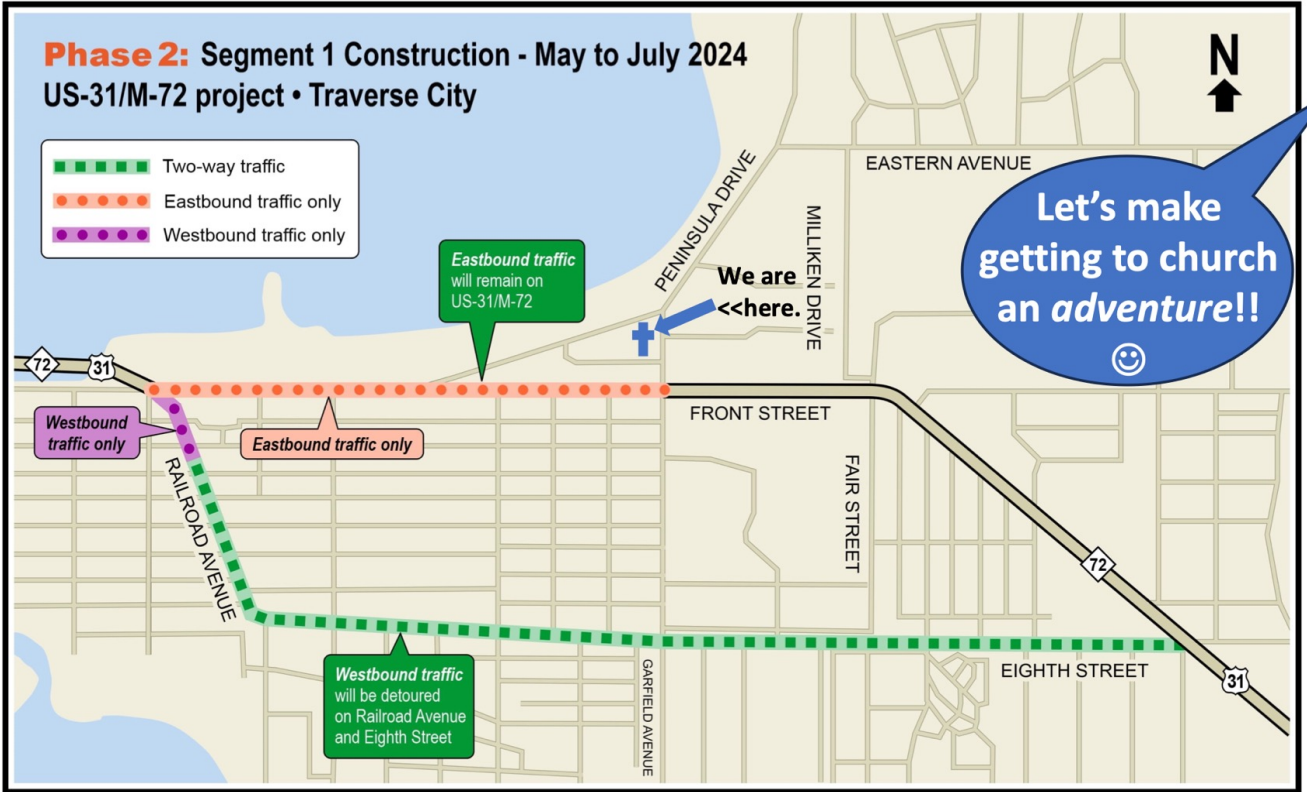 Phase 2: Segment 1 Construction - May to July 2024
US-31/M-72 project • Traverse City
N
Two-way traffic
Eastbound traffic only
Westbound traffic only
EASTERN AVENUE
PENINSULA DRIVE
MILLIKEN DRIVE
Let’s make
getting to church
an adventure!!
☺
Eastbound traffic
will remain on
US-31/M-72
We are
<<here.
72
31
FRONT STREET
Westbound
traffic only
Eastbound traffic only
RAILROAD AVENUE
FAIR STREET
72
Westbound traffic
will be detoured
on Railroad Avenue
and Eighth Street
GARFIELD AVENUE
EIGHTH STREET
31